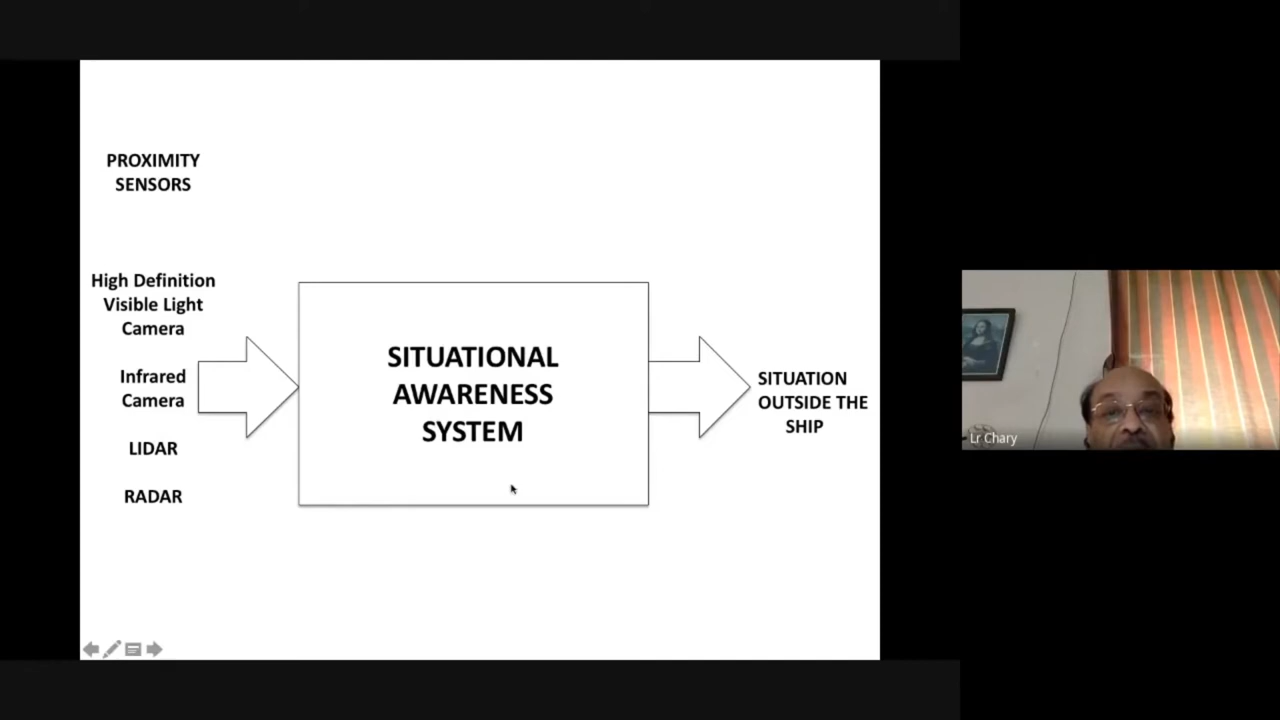 PROXIMITY
SENSORS
High Definition
Visible Light
Camera
Infrared
Camera
LIDAR
RADAR
SITUATIONAL
AWARENESS
SYSTEM
SITUATION
OUTSIDE THE
SHIP
Lr Chary